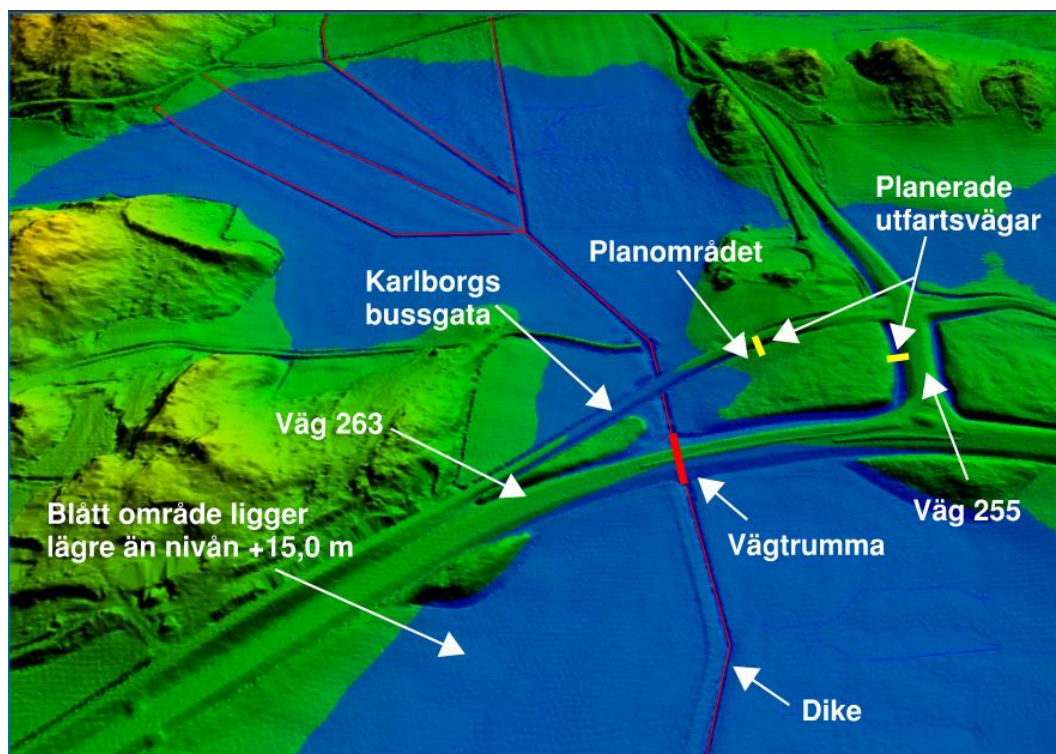 Planerade
utfartsvägar
Planområdet
Karlborgs
bussgata
Väg 263
Väg 255
Blått område ligger
lägre än nivån +15,0 m
Vägtrumma
Dike